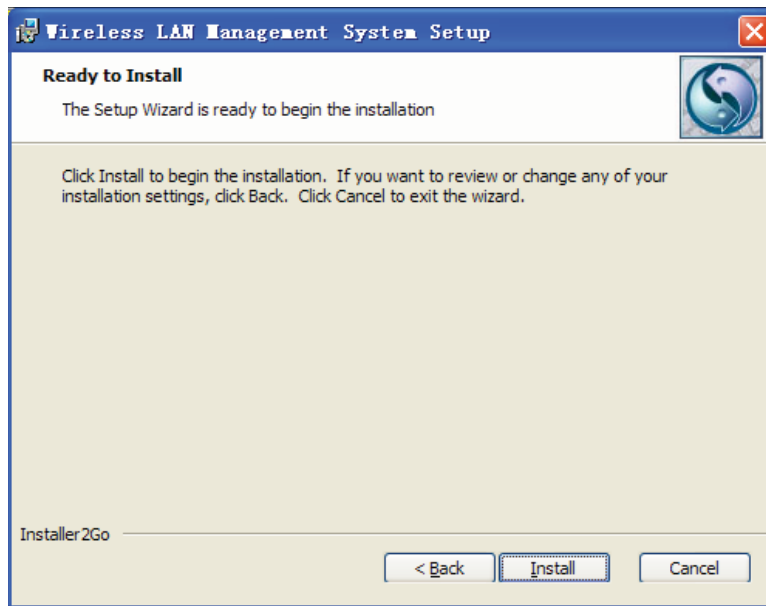 Wireless LAN Management System Setup
Ready to Install
The Setup Wizard is ready to begin the installation
Click Install to begin the installation. If you want to review or change any of your
installation settings, click Back. Click Cancel to exit the wizard.
Installer2Go
< Back Install Cancel